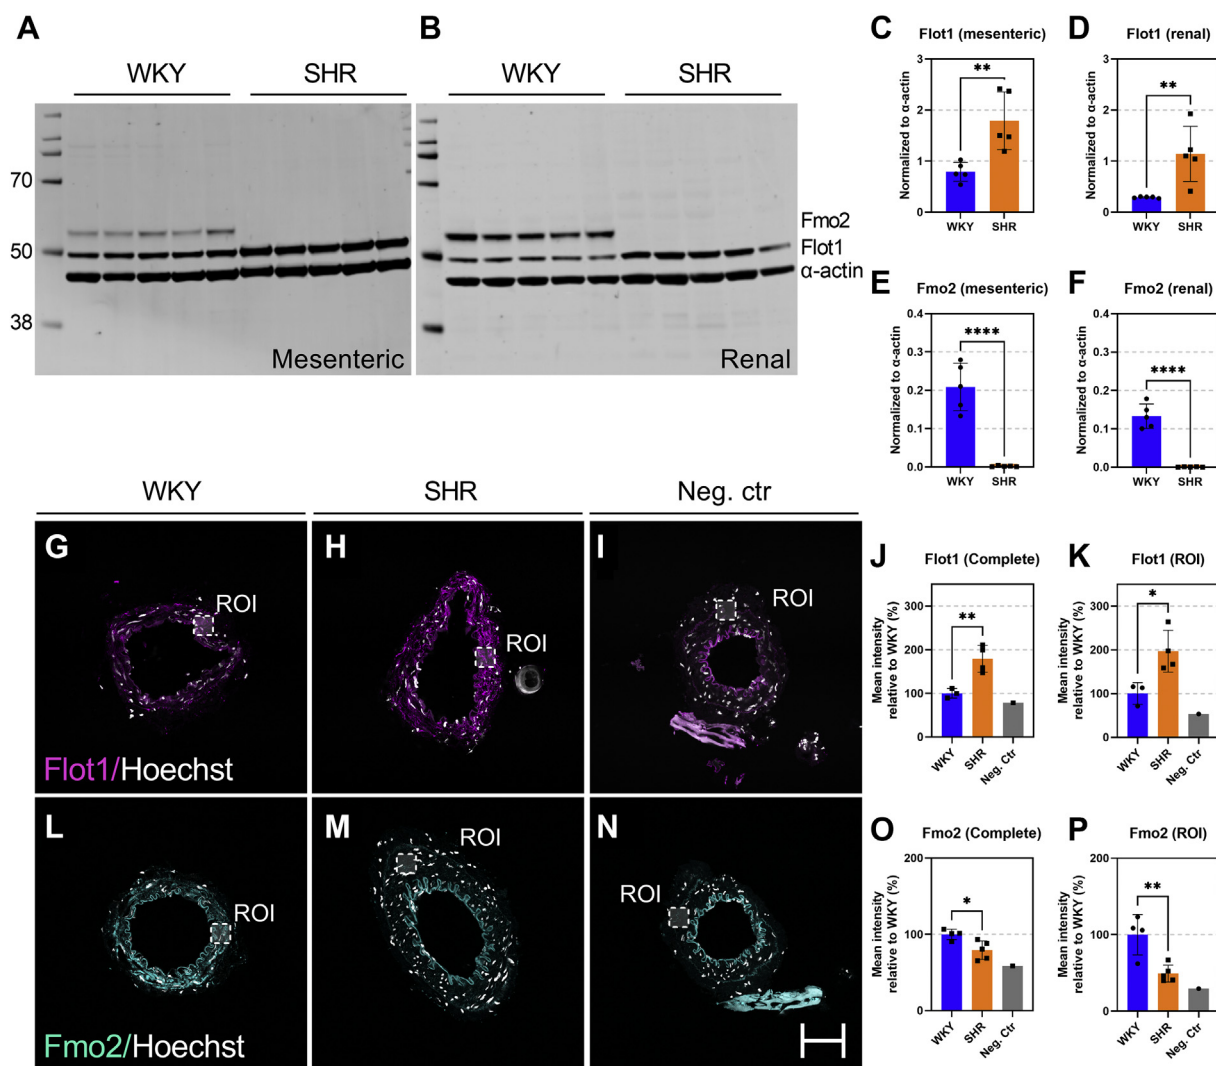 A
WKY
SHR
70
50
38
Mesenteric
B
WKY
SHR
Fmo2
Flot1
α-actin
Renal
C
Flot1 (mesenteric)
Normalized to α-actin
3
2
1
0
**
WKY
SHR
D
Flot1 (renal)
Normalized to α-actin
3
2
1
0
**
WKY
SHR
E
Fmo2 (mesenteric)
Normalized to α-actin
0.4
0.3
0.2
0.1
0.0
****
WKY
SHR
F
Fmo2 (renal)
Normalized to α-actin
0.4
0.3
0.2
0.1
0.0
****
WKY
SHR
WKY
SHR
Neg. ctr
G
ROI
Flot1/Hoechst
H
ROI
I
ROI
J
Flot1 (Complete)
Mean intensity
relative to WKY (%)
300
200
100
0
**
WKY
SHR
Neg. Ctr
K
Flot1 (ROI)
Mean intensity
relative to WKY (%)
300
200
100
0
*
WKY
SHR
Neg. Ctr
L
ROI
Fmo2/Hoechst
M
ROI
N
ROI
O
Fmo2 (Complete)
Mean intensity
relative to WKY (%)
200
100
0
*
WKY
SHR
Neg. Ctr
P
Fmo2 (ROI)
Mean intensity
relative to WKY (%)
200
100
0
**
WKY
SHR
Neg. Ctr